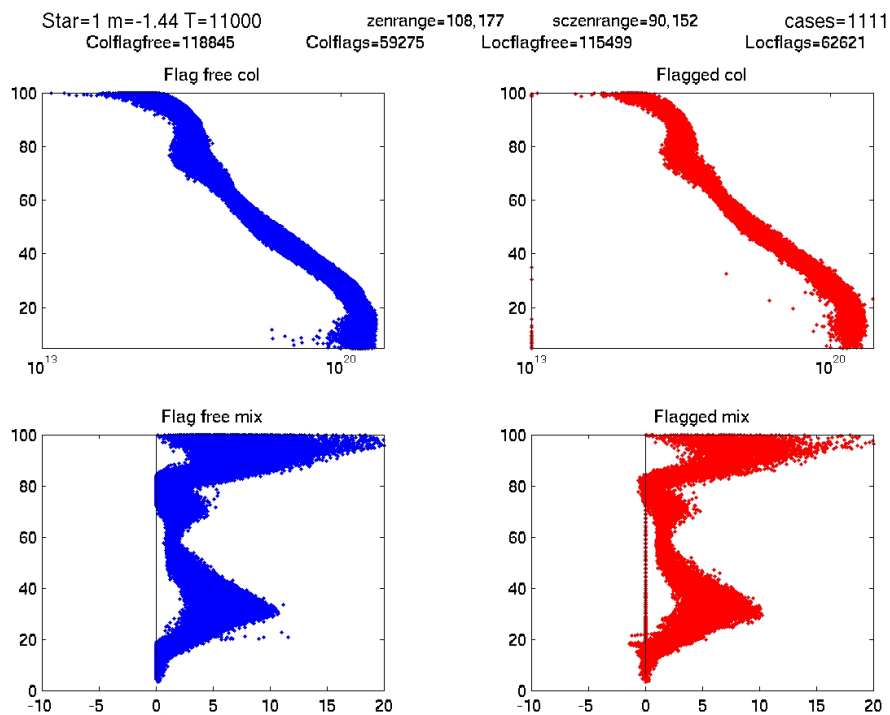 Star=1 m=-1.44 T=11000 zenrange=108,177 sczenrange=90,152 cases=1111
Colflagfree=118845 Colflags=59275 Locflagfree=115499 Locflags=62621
Flag free col Flagged col
100 100
80 80
60 60
40 40
20 20
10^13 10^20 10^13 10^20
Flag free mix Flagged mix
100 100
80 80
60 60
40 40
20 20
0 0
-10 -5 0 5 10 15 20 -10 -5 0 5 10 15 20